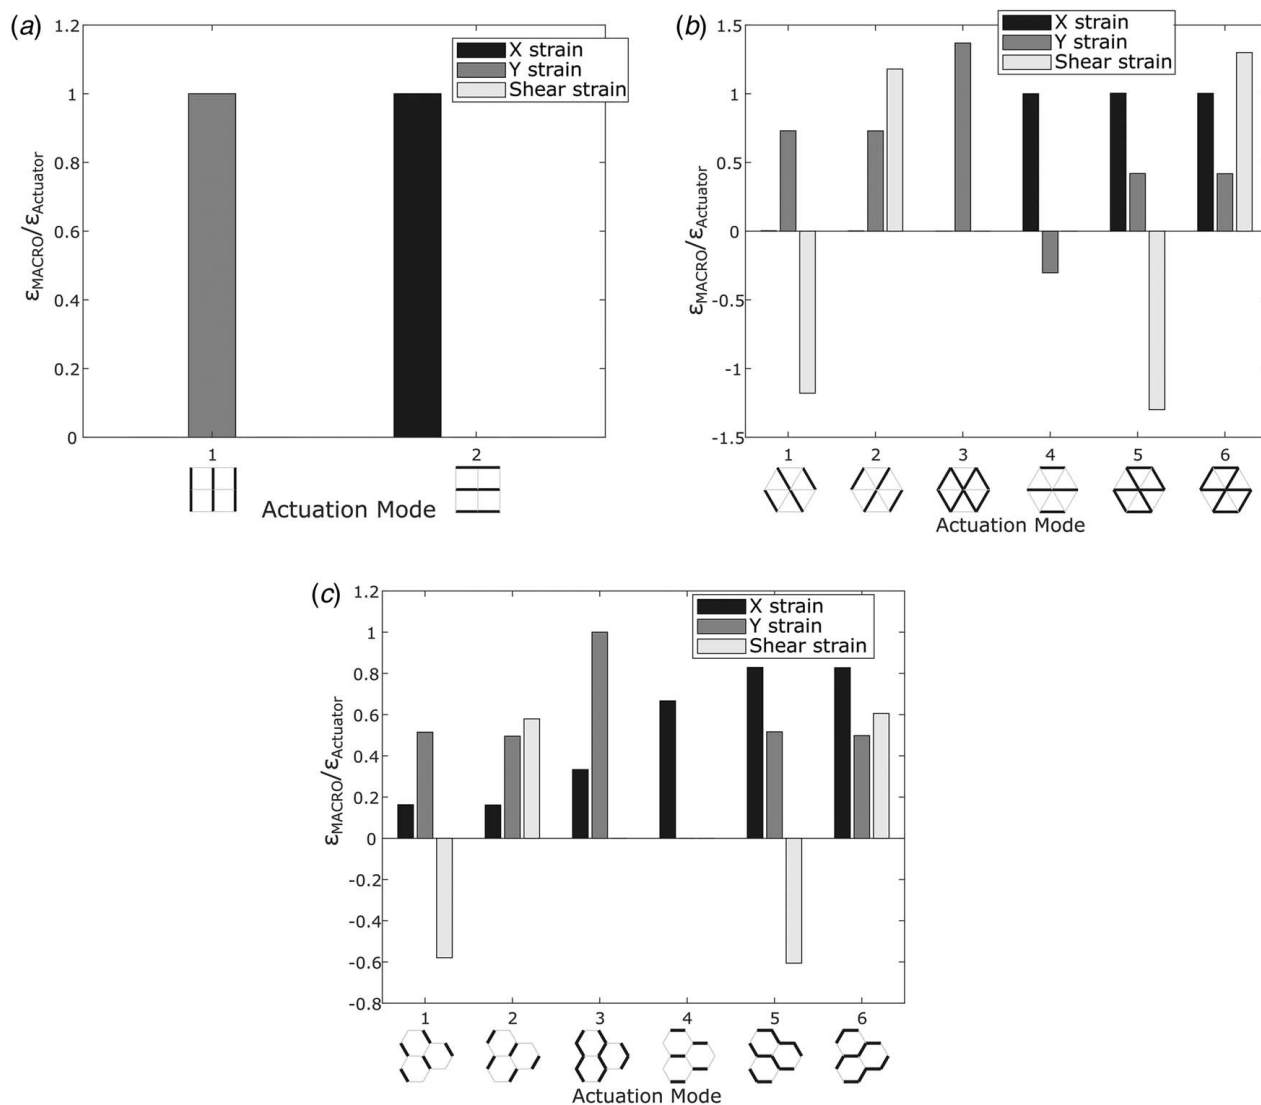 (a)
1.2
1
0.8
0.6
0.4
0.2
0
εMACRO/εActuator
X strain
Y strain
Shear strain
1
2
Actuation Mode
(b)
1.5
1
0.5
0
-0.5
-1
-1.5
εMACRO/εActuator
X strain
Y strain
Shear strain
1 2 3 4 5 6
Actuation Mode
(c)
1.2
1
0.8
0.6
0.4
0.2
0
-0.2
-0.4
-0.6
-0.8
εMACRO/εActuator
X strain
Y strain
Shear strain
1 2 3 4 5 6
Actuation Mode